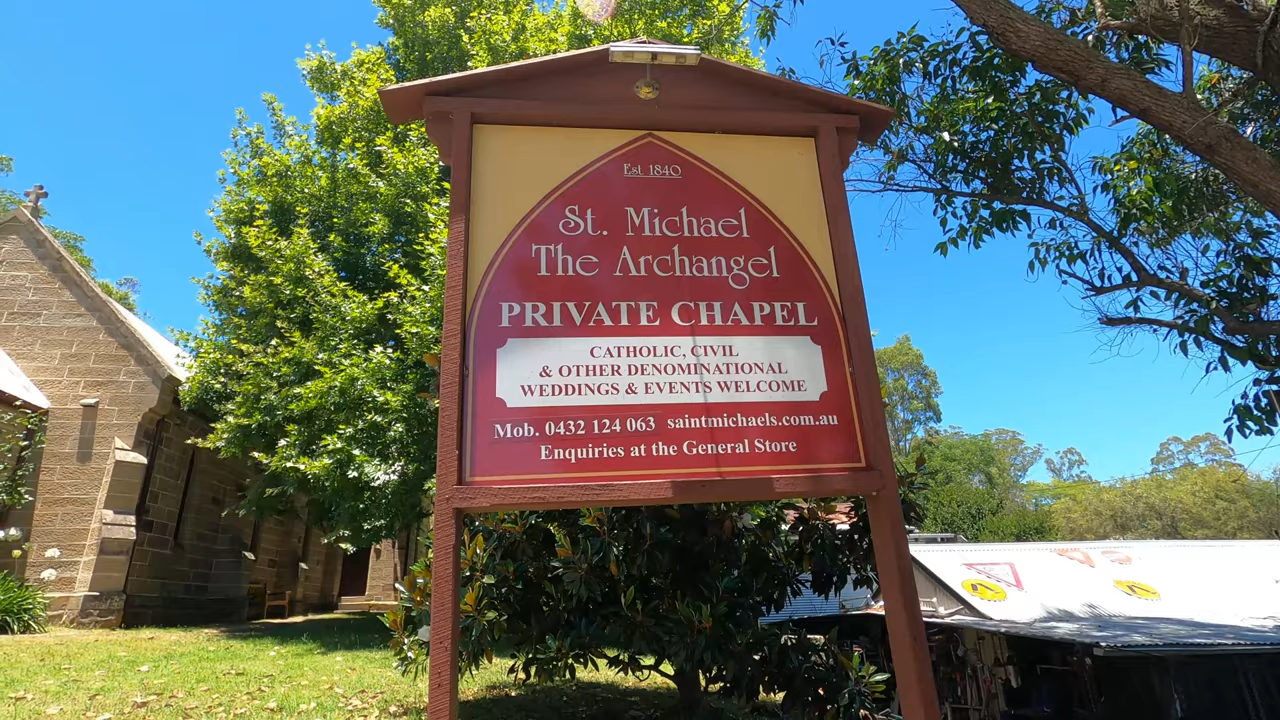 Est 1840
St. Michael
The Archangel
PRIVATE CHAPEL
CATHOLIC, CIVIL
& OTHER DENOMINATIONAL
WEDDINGS & EVENTS WELCOME
Mob. 0432 124 063 saintmichaels.com.au
Enquiries at the General Store